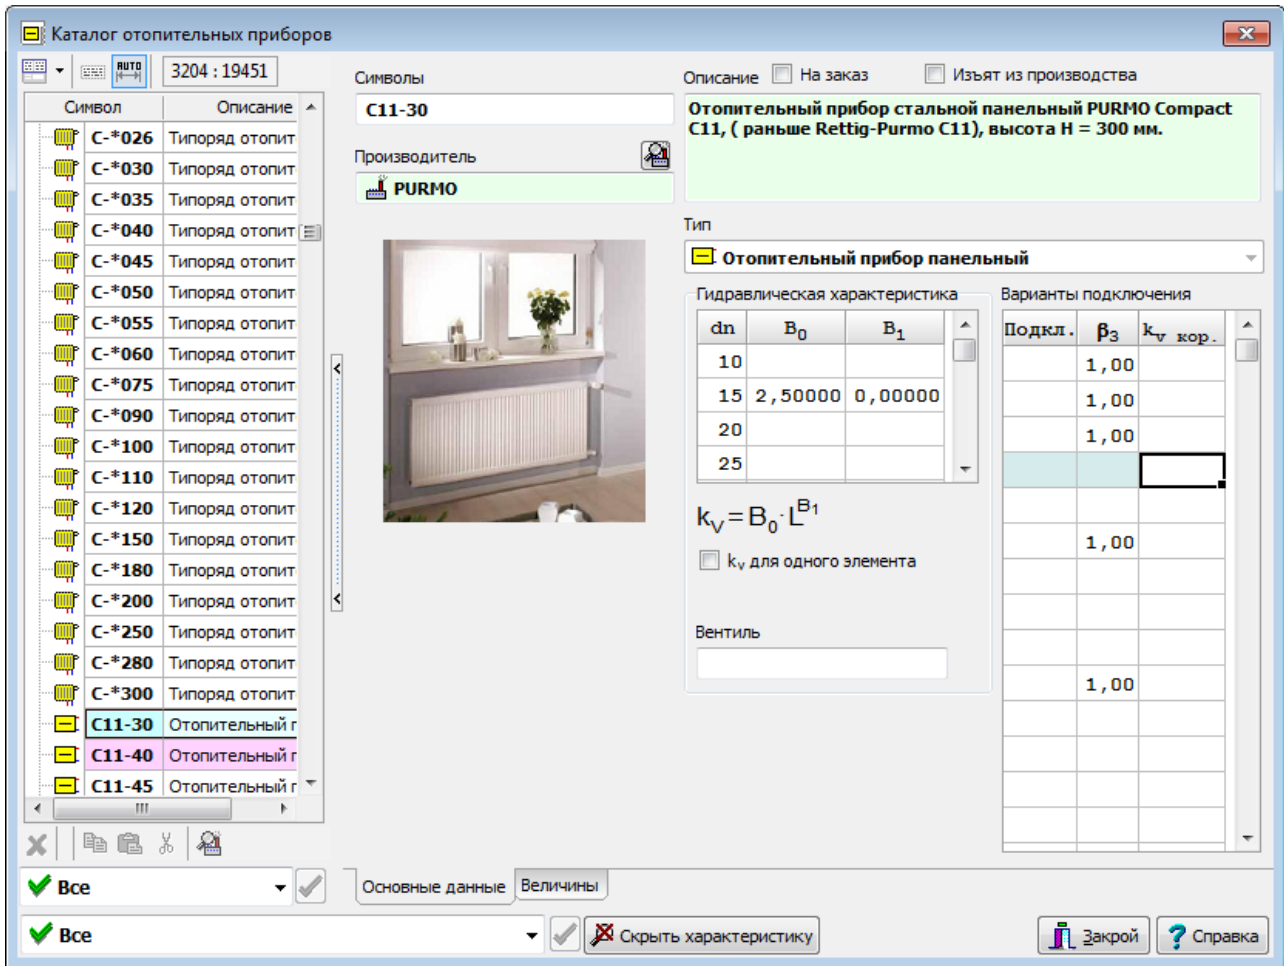 Каталог отопительных приборов
AUTO
3204 : 19451
Символ Описание
C-*026 Типоряд отопит
C-*030 Типоряд отопит
C-*035 Типоряд отопит
C-*040 Типоряд отопит
C-*045 Типоряд отопит
C-*050 Типоряд отопит
C-*055 Типоряд отопит
C-*060 Типоряд отопит
C-*075 Типоряд отопит
C-*090 Типоряд отопит
C-*100 Типоряд отопит
C-*110 Типоряд отопит
C-*120 Типоряд отопит
C-*150 Типоряд отопит
C-*180 Типоряд отопит
C-*200 Типоряд отопит
C-*250 Типоряд отопит
C-*280 Типоряд отопит
C-*300 Типоряд отопит
C11-30 Отопительный г
C11-40 Отопительный г
C11-45 Отопительный г
Все
Все
Символы
C11-30
Производитель
PURMO
Описание На заказ Изъят из производства
Отопительный прибор стальной панельный PURMO Compact
C11, ( раньше Rettig-Purmo C11), высота H = 300 мм.
Тип
Отопительный прибор панельный
Гидравлическая характеристика
dn B0 B1
10
15 2,50000 0,00000
20
25
kV=B0·L^B1
kv для одного элемента
Вентиль
Варианты подключения
Подкл. β3 kv кор.
1,00
1,00
1,00
1,00
1,00
Основные данные Величины
Скрыть характеристику
Закрой
Справка